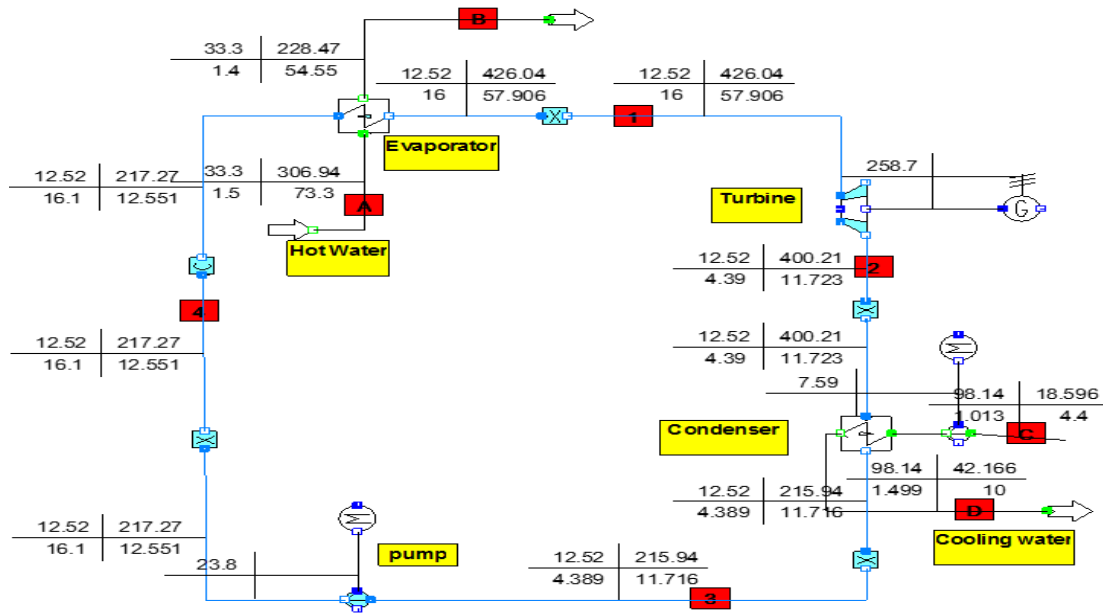 B
33.3 228.47
1.4 54.55
12.52 426.04
16 57.906
12.52 426.04
16 57.906
1
X
Evaporator
12.52 217.27
16.1 12.551
33.3 306.94
1.5 73.3
A
Hot Water
258.7
Turbine
G
12.52 400.21
4.39 11.723
2
4
X
12.52 217.27
16.1 12.551
12.52 400.21
4.39 11.723
M
7.59
98.14 18.596
1.013 4.4
C
Condenser
X
98.14 42.166
1.499 10
12.52 215.94
4.389 11.716
D
Cooling water
12.52 217.27
16.1 12.551
M
pump
23.8
12.52 215.94
4.389 11.716
X
3